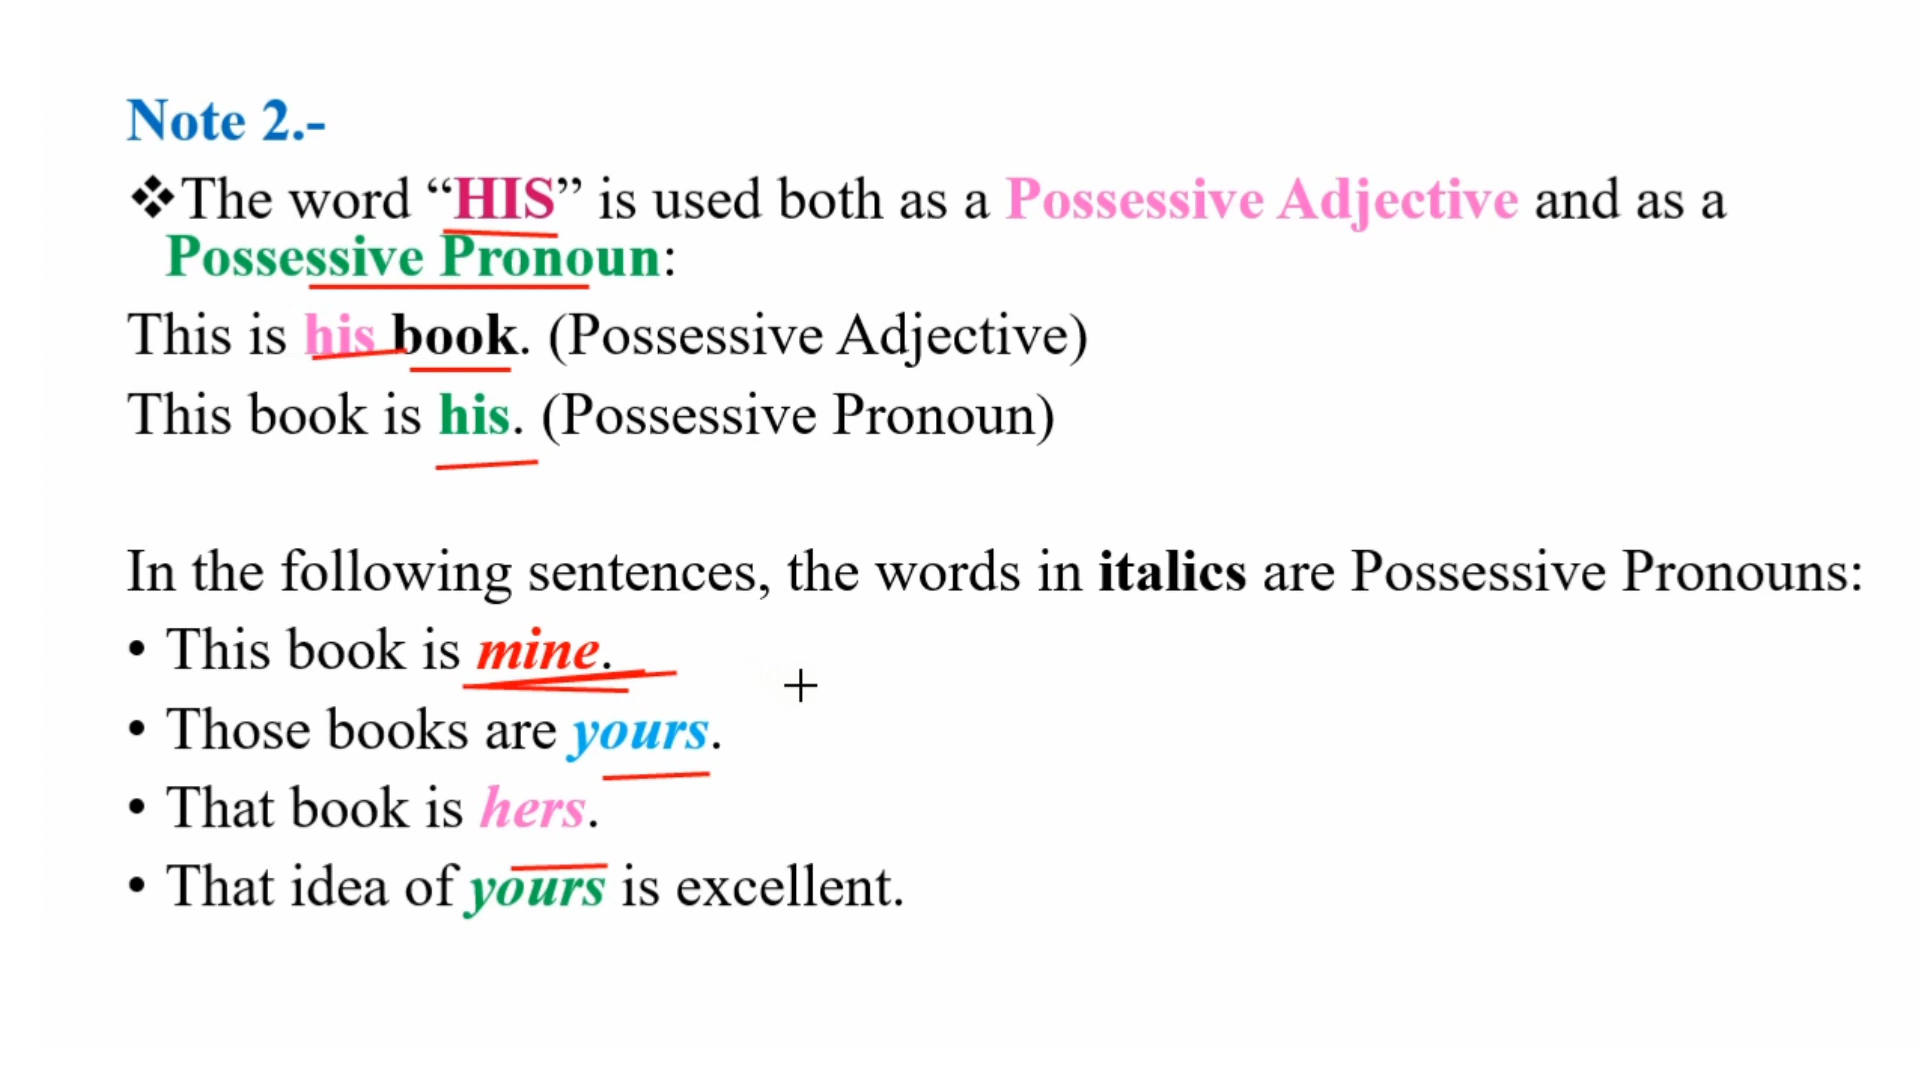 Note 2.-
❖The word “HIS” is used both as a Possessive Adjective and as a
Possessive Pronoun:
This is his book. (Possessive Adjective)
This book is his. (Possessive Pronoun)
In the following sentences, the words in italics are Possessive Pronouns:
• This book is mine.
• Those books are yours.
• That book is hers.
• That idea of yours is excellent.